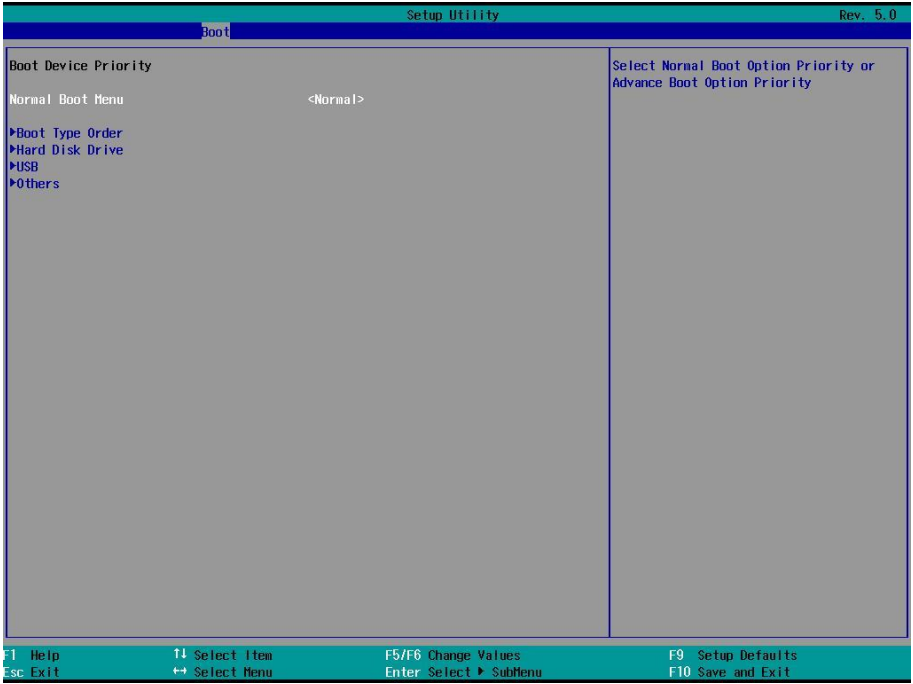 Setup Utility Rev. 5.0
Boot
Boot Device Priority
Normal Boot Menu <Normal>
▶Boot Type Order
▶Hard Disk Drive
▶USB
▶Others
Select Normal Boot Option Priority or
Advance Boot Option Priority
F1 Help ↑↓ Select Item F5/F6 Change Values F9 Setup Defaults
Esc Exit ↔ Select Menu Enter Select ▶ SubMenu F10 Save and Exit